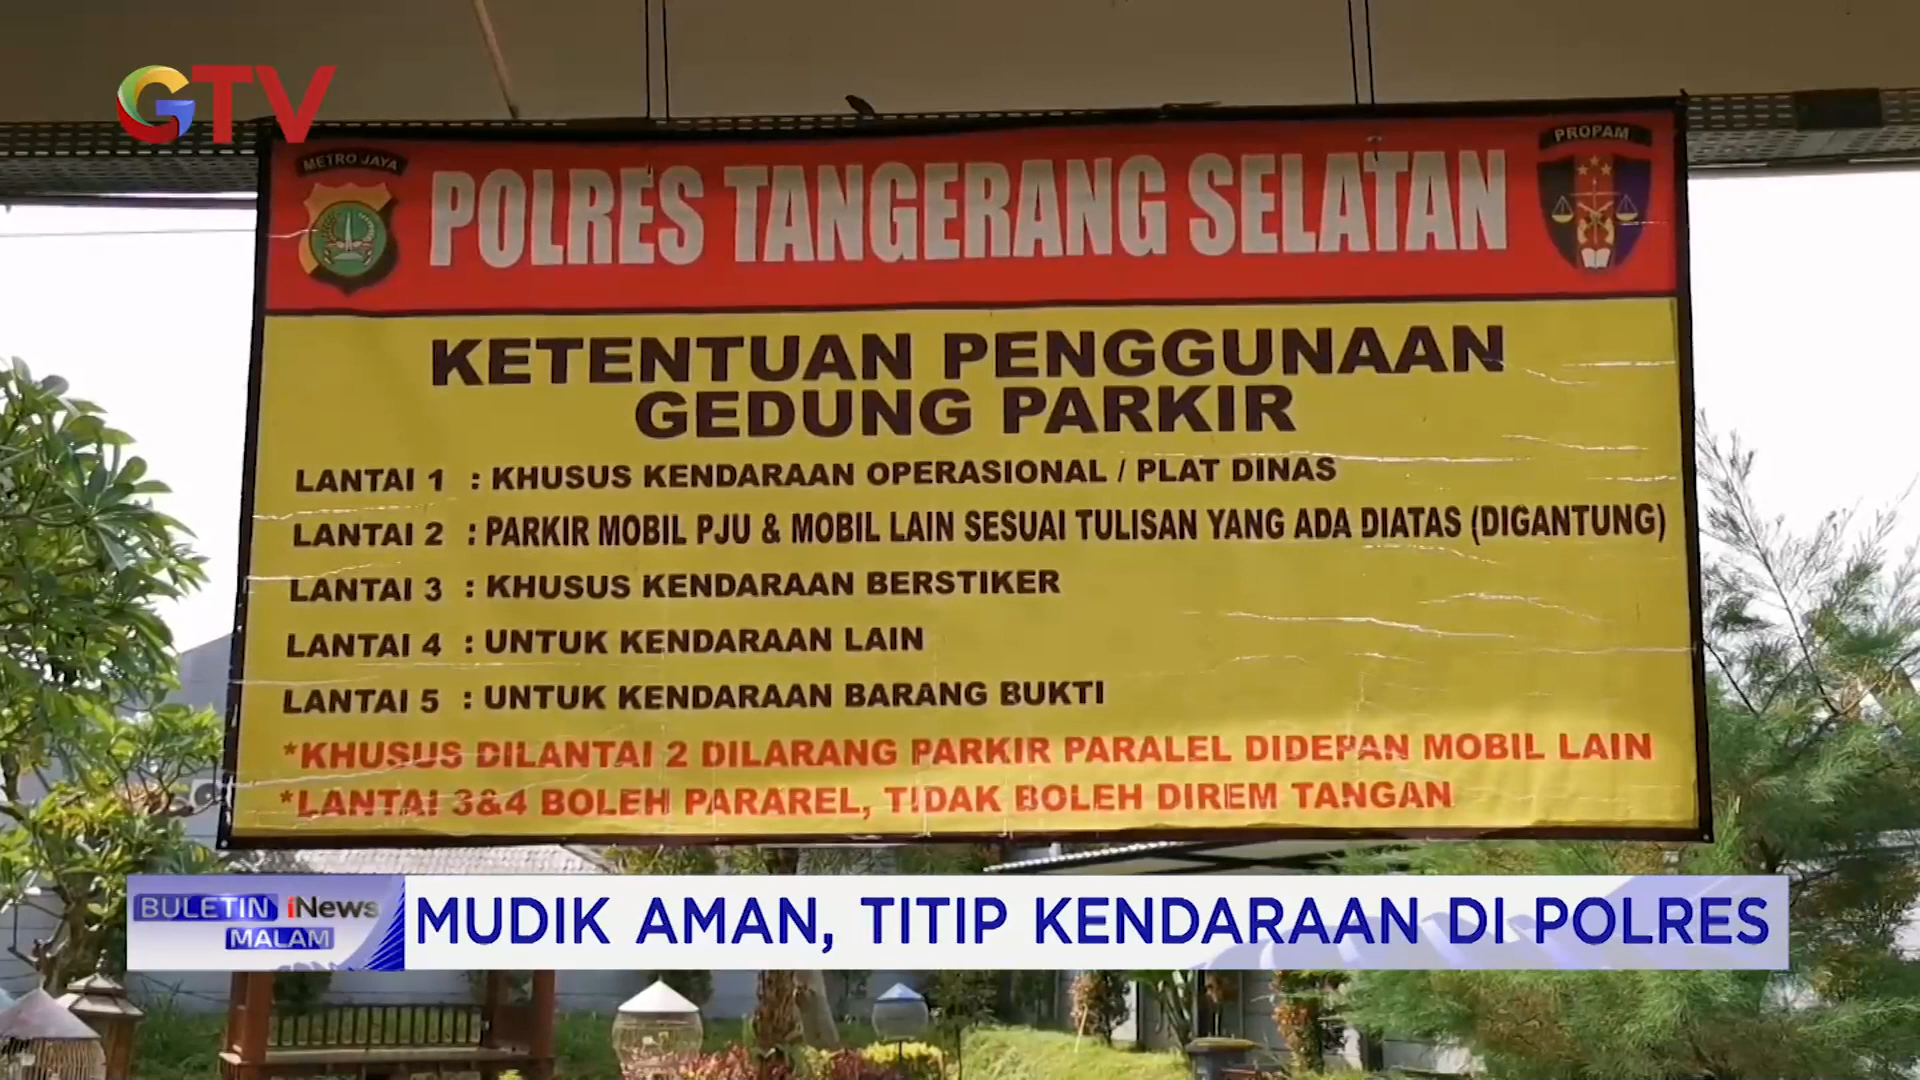 GTV
METRO JAYA
POLRES TANGERANG SELATAN
PROPAM
KETENTUAN PENGGUNAAN
GEDUNG PARKIR
LANTAI 1 : KHUSUS KENDARAAN OPERASIONAL / PLAT DINAS
LANTAI 2 : PARKIR MOBIL PJU & MOBIL LAIN SESUAI TULISAN YANG ADA DIATAS (DIGANTUNG)
LANTAI 3 : KHUSUS KENDARAAN BERSTIKER
LANTAI 4 : UNTUK KENDARAAN LAIN
LANTAI 5 : UNTUK KENDARAAN BARANG BUKTI
*KHUSUS DILANTAI 2 DILARANG PARKIR PARALEL DIDEPAN MOBIL LAIN
*LANTAI 3&4 BOLEH PARAREL, TIDAK BOLEH DIREM TANGAN
BULETIN iNews
MALAM
MUDIK AMAN, TITIP KENDARAAN DI POLRES